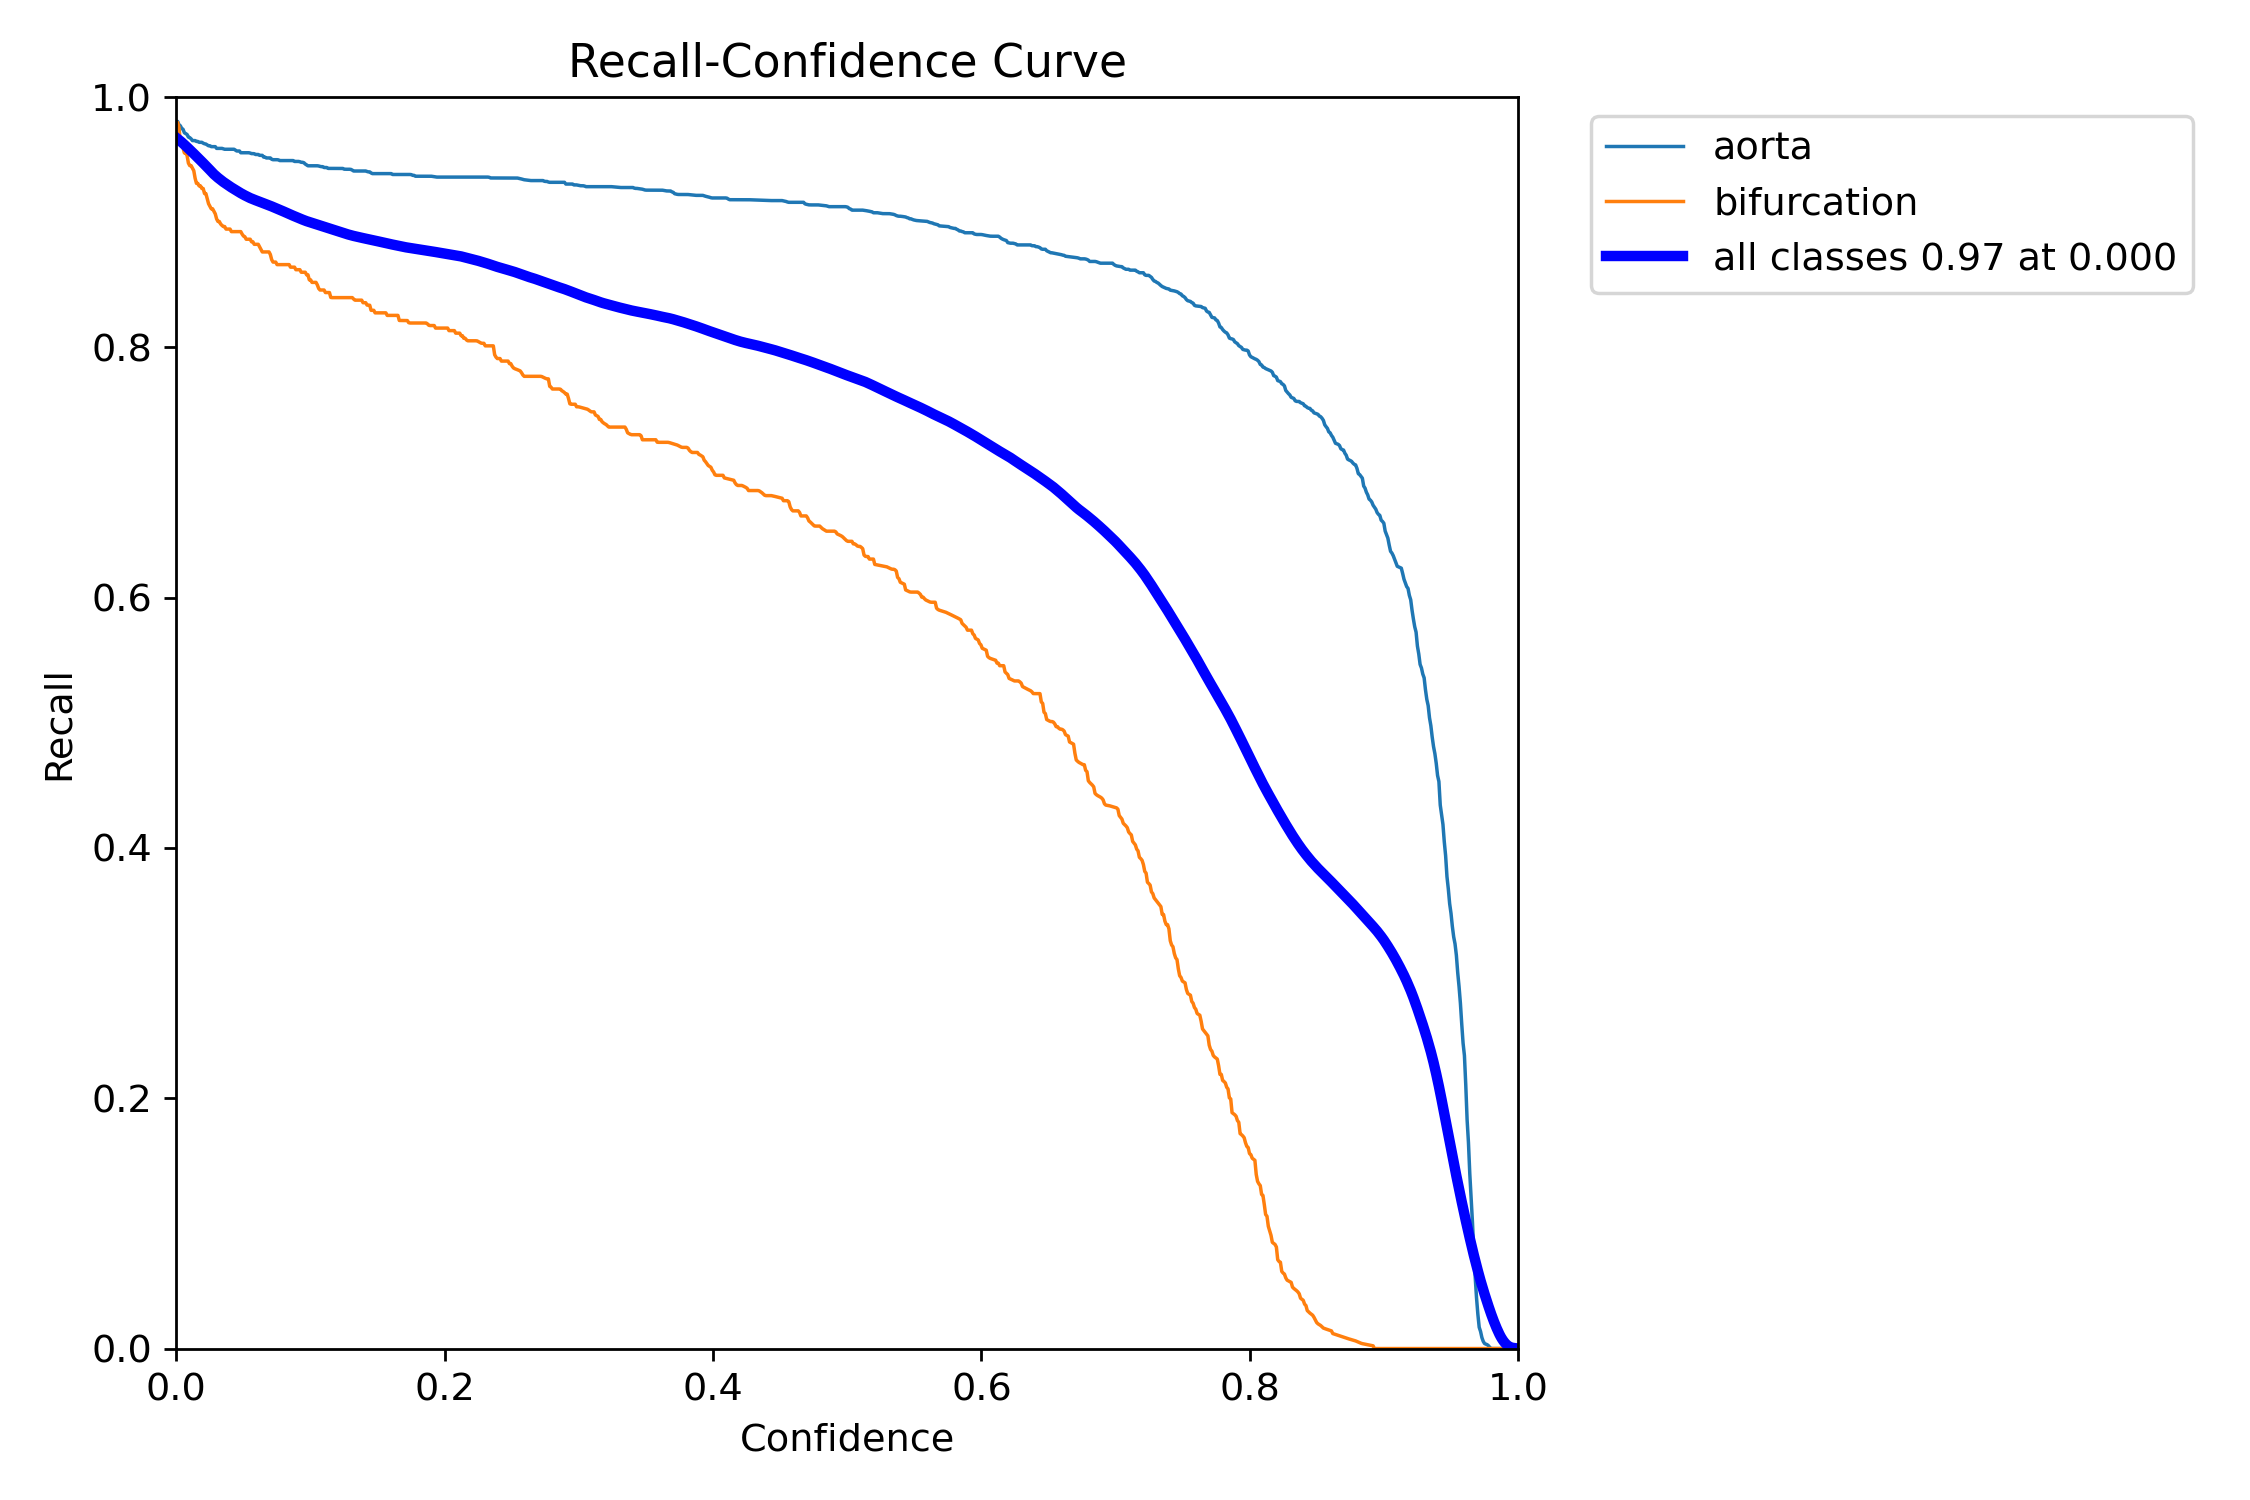 Recall-Confidence Curve
1.0
0.8
0.6
0.4
0.2
0.0
Recall
0.0 0.2 0.4 0.6 0.8 1.0
Confidence
aorta
bifurcation
all classes 0.97 at 0.000